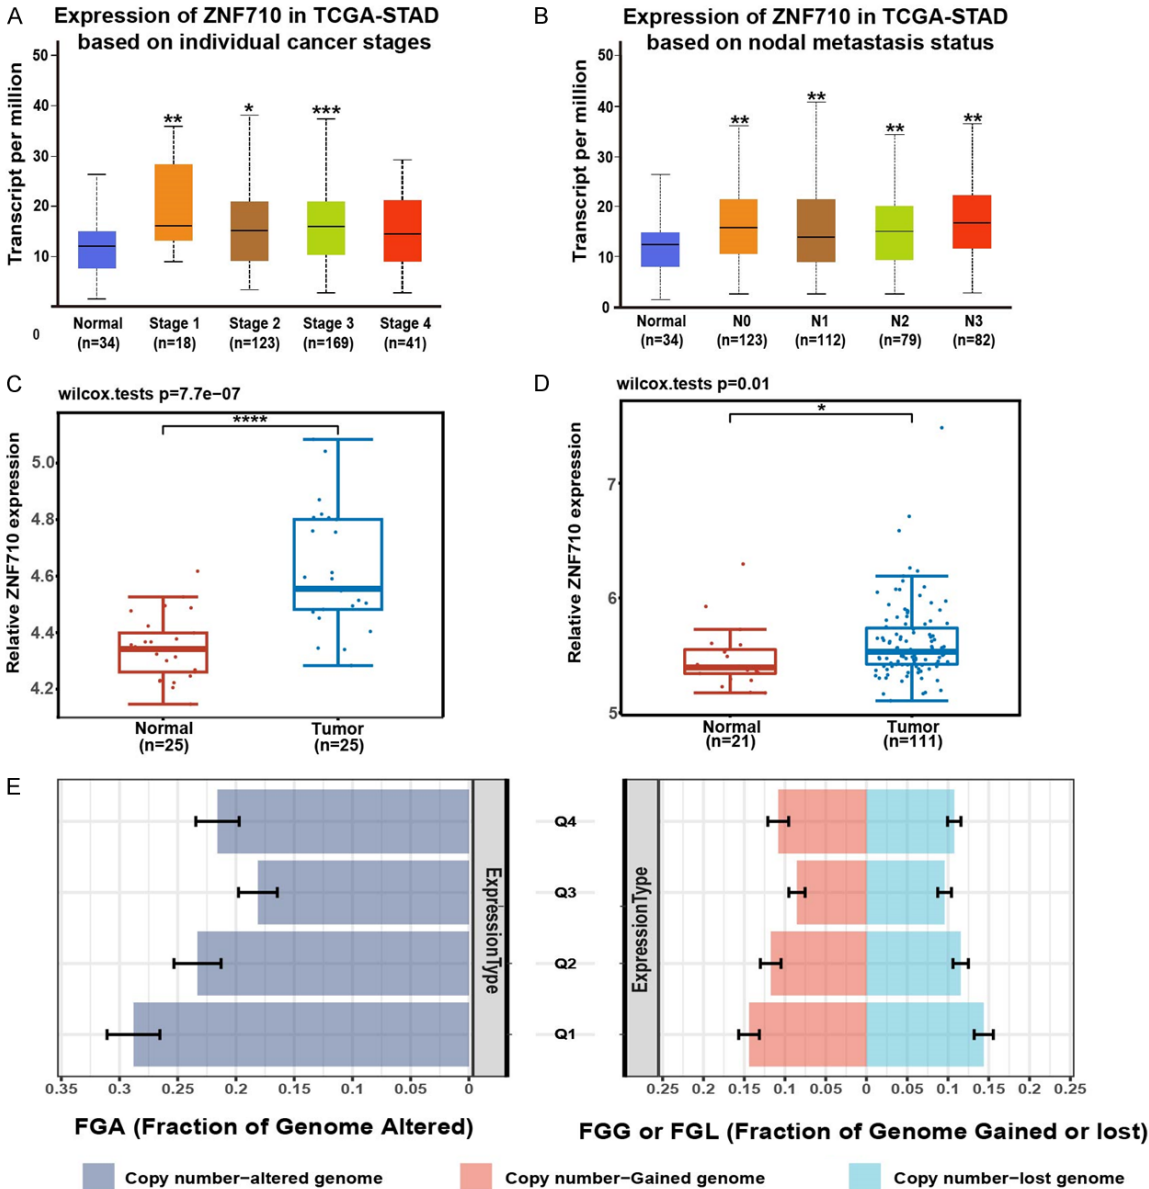 A
Expression of ZNF710 in TCGA-STAD
based on individual cancer stages
Transcript per million
50
40
30
20
10
0
**
*
***
Normal
(n=34)
Stage 1
(n=18)
Stage 2
(n=123)
Stage 3
(n=169)
Stage 4
(n=41)
B
Expression of ZNF710 in TCGA-STAD
based on nodal metastasis status
Transcript per million
50
40
30
20
10
0
**
**
**
**
Normal
(n=34)
N0
(n=123)
N1
(n=112)
N2
(n=79)
N3
(n=82)
C
wilcox.tests p=7.7e−07
****
Relative ZNF710 expression
5.0
4.8
4.6
4.4
4.2
Normal
(n=25)
Tumor
(n=25)
D
wilcox.tests p=0.01
*
Relative ZNF710 expression
7
6
5
Normal
(n=21)
Tumor
(n=111)
E
ExpressionType
Q4
Q3
Q2
Q1
ExpressionType
0.35 0.3 0.25 0.2 0.15 0.1 0.05 0
0.25 0.2 0.15 0.1 0.05 0 0.05 0.1 0.15 0.2 0.25
FGA (Fraction of Genome Altered)
FGG or FGL (Fraction of Genome Gained or lost)
Copy number−altered genome
Copy number−Gained genome
Copy number−lost genome